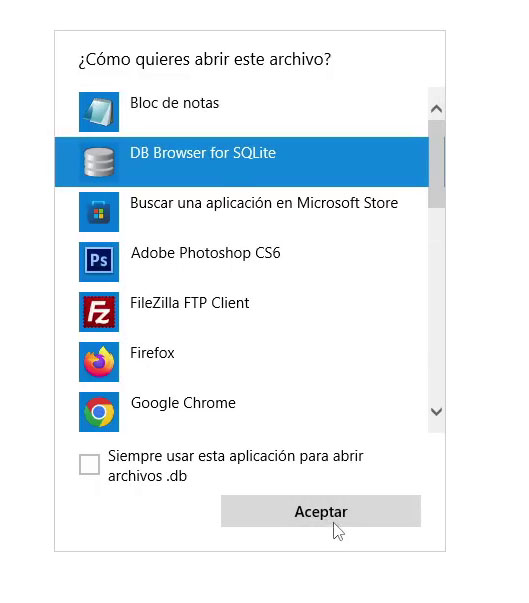 ¿Cómo quieres abrir este archivo?
Bloc de notas
DB Browser for SQLite
Buscar una aplicación en Microsoft Store
Ps
Adobe Photoshop CS6
Fz
FileZilla FTP Client
Firefox
Google Chrome
Siempre usar esta aplicación para abrir
archivos .db
Aceptar